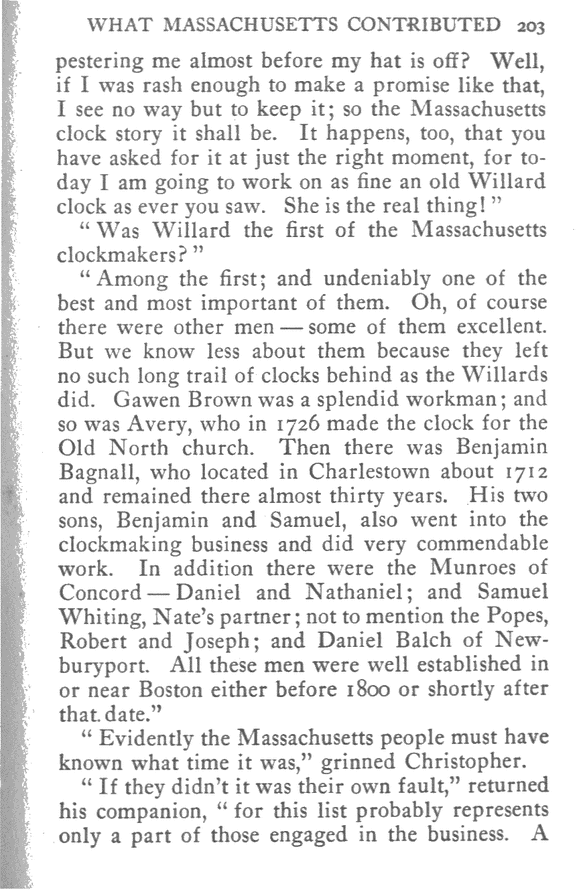 WHAT MASSACHUSETTS CONTRIBUTED 203
pestering me almost before my hat is off? Well,
if I was rash enough to make a promise like that,
I see no way but to keep it; so the Massachusetts
clock story it shall be. It happens, too, that you
have asked for it at just the right moment, for to-
day I am going to work on as fine an old Willard
clock as ever you saw. She is the real thing! ”
“ Was Willard the first of the Massachusetts
clockmakers? ”
“ Among the first; and undeniably one of the
best and most important of them. Oh, of course
there were other men — some of them excellent.
But we know less about them because they left
no such long trail of clocks behind as the Willards
did. Gawen Brown was a splendid workman; and
so was Avery, who in 1726 made the clock for the
Old North church. Then there was Benjamin
Bagnall, who located in Charlestown about 1712
and remained there almost thirty years. His two
sons, Benjamin and Samuel, also went into the
clockmaking business and did very commendable
work. In addition there were the Munroes of
Concord — Daniel and Nathaniel; and Samuel
Whiting, Nate's partner; not to mention the Popes,
Robert and Joseph; and Daniel Balch of New-
buryport. All these men were well established in
or near Boston either before 1800 or shortly after
that date.”
“ Evidently the Massachusetts people must have
known what time it was,” grinned Christopher.
“ If they didn't it was their own fault,” returned
his companion, “ for this list probably represents
only a part of those engaged in the business. A